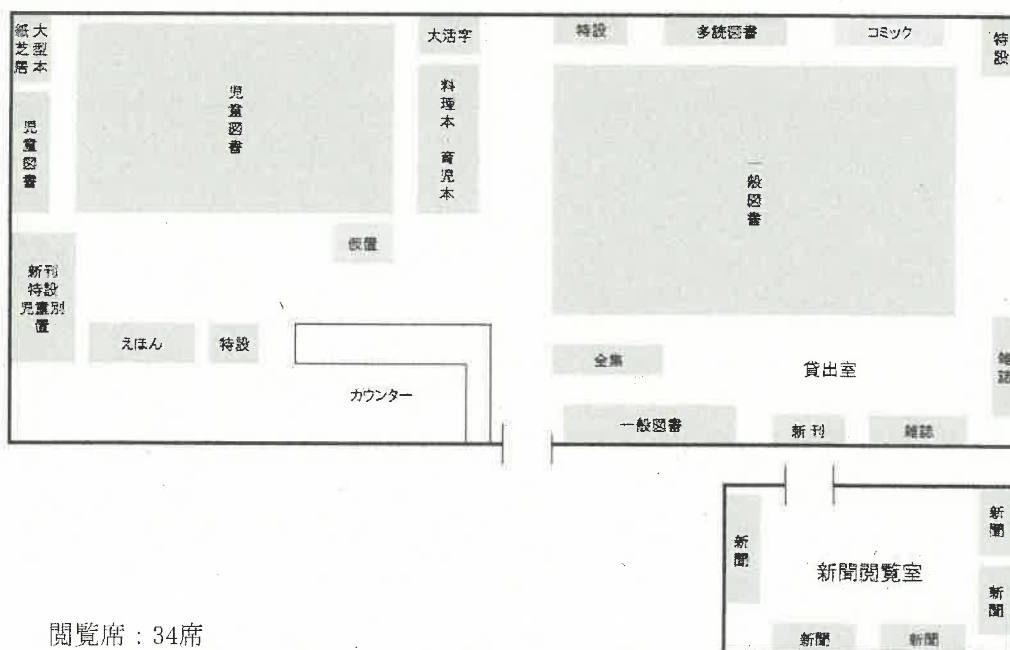 大型本
紙芝居
大活字
特設
多読図書
コミック
特設
児童図書
料理本・育児本
児童図書
一般図書
仮置
新刊
特設
児童別
置
えほん
特設
カウンター
全集
貸出室
雑誌
一般図書
新刊
雑誌
新聞
新聞閲覧室
新聞
新聞
新聞
新聞
閲覧席：34席